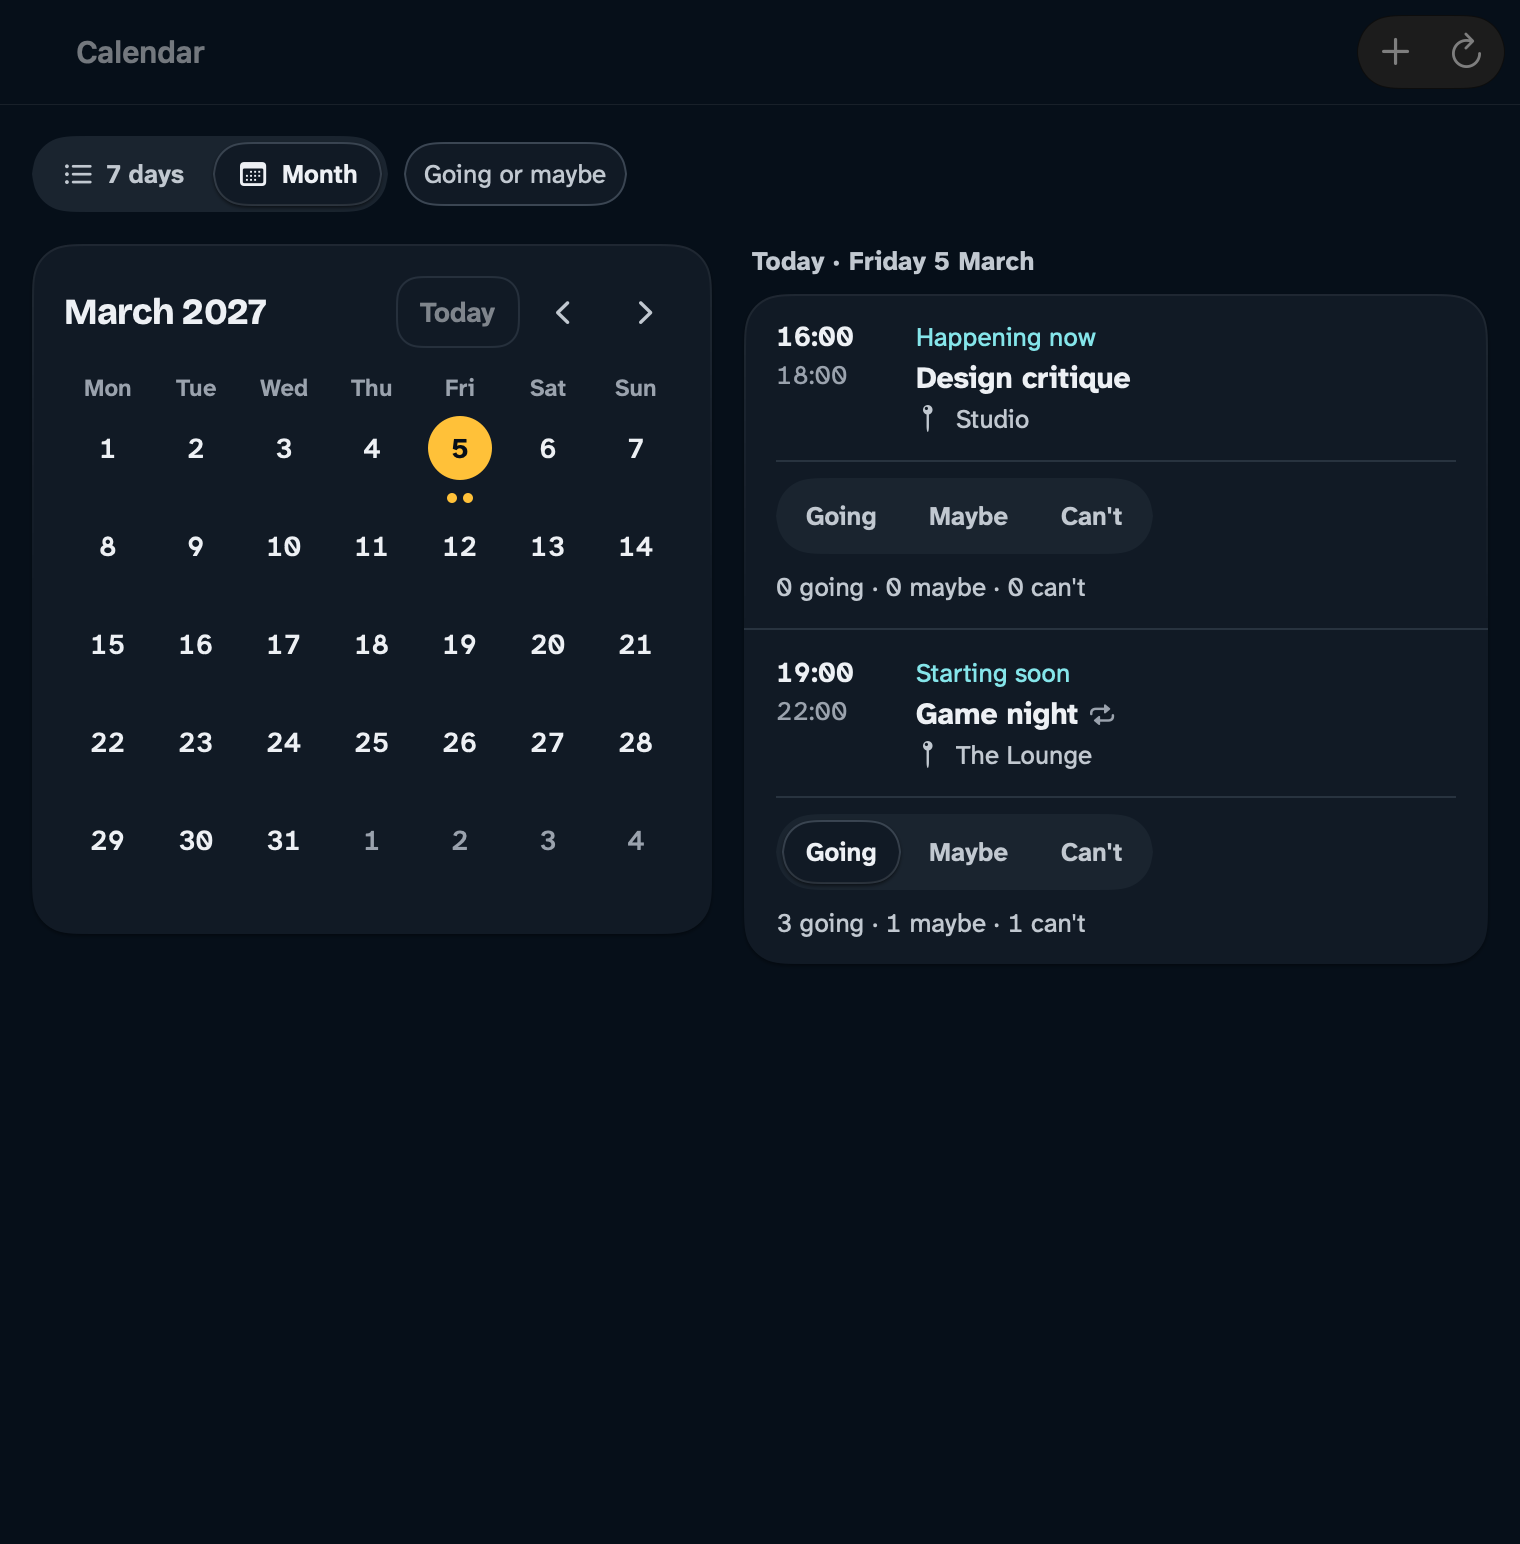 Calendar
7 days
Month
Going or maybe
March 2027
Today
Mon Tue Wed Thu Fri Sat Sun
1 2 3 4 5 6 7
8 9 10 11 12 13 14
15 16 17 18 19 20 21
22 23 24 25 26 27 28
29 30 31 1 2 3 4
Today · Friday 5 March
16:00 Happening now
18:00 Design critique
Studio
Going Maybe Can't
0 going · 0 maybe · 0 can't
19:00 Starting soon
22:00 Game night
The Lounge
Going Maybe Can't
3 going · 1 maybe · 1 can't